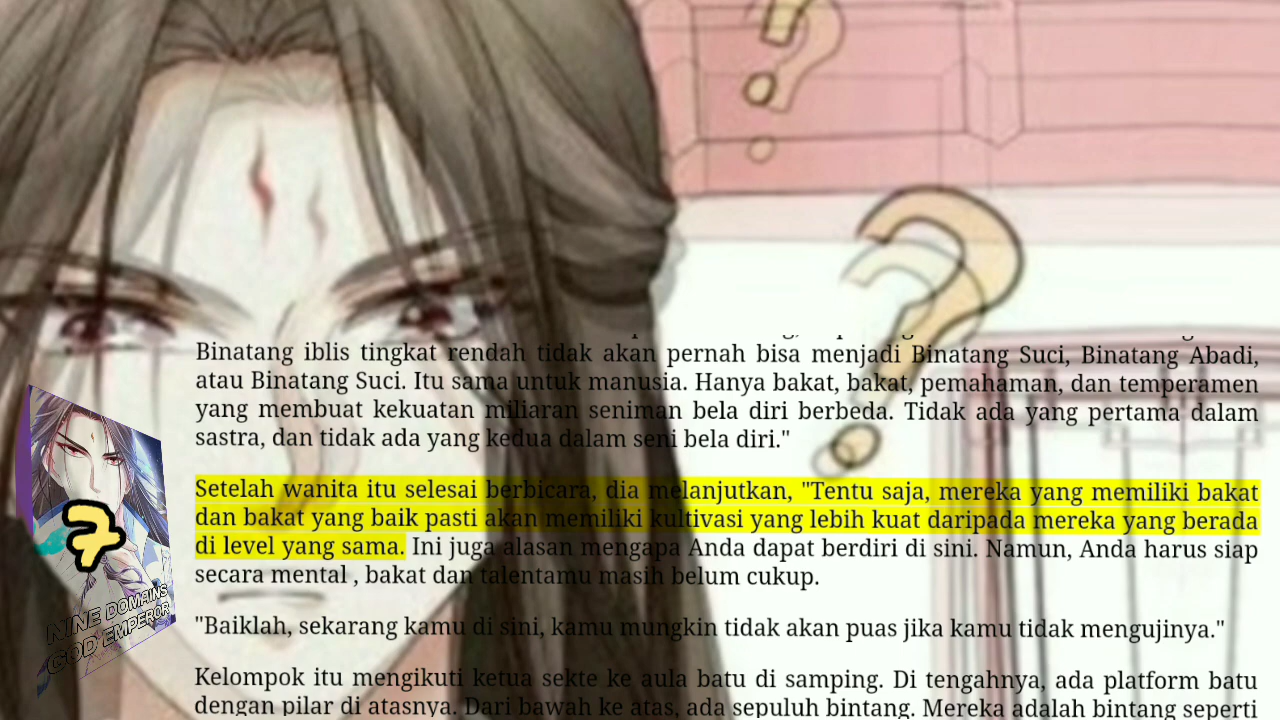 Binatang iblis tingkat rendah tidak akan pernah bisa menjadi Binatang Suci, Binatang Abadi,
atau Binatang Suci. Itu sama untuk manusia. Hanya bakat, bakat, pemahaman, dan temperamen
yang membuat kekuatan miliaran seniman bela diri berbeda. Tidak ada yang pertama dalam
sastra, dan tidak ada yang kedua dalam seni bela diri."
Setelah wanita itu selesai berbicara, dia melanjutkan, "Tentu saja, mereka yang memiliki bakat
dan bakat yang baik pasti akan memiliki kultivasi yang lebih kuat daripada mereka yang berada
di level yang sama. Ini juga alasan mengapa Anda dapat berdiri di sini. Namun, Anda harus siap
secara mental , bakat dan talentamu masih belum cukup.
"Baiklah, sekarang kamu di sini, kamu mungkin tidak akan puas jika kamu tidak mengujinya."
Kelompok itu mengikuti ketua sekte ke aula batu di samping. Di tengahnya, ada platform batu
dengan pilar di atasnya. Dari bawah ke atas, ada sepuluh bintang. Mereka adalah bintang seperti
7
NINE DOMAINS
GOD EMPEROR
? ?